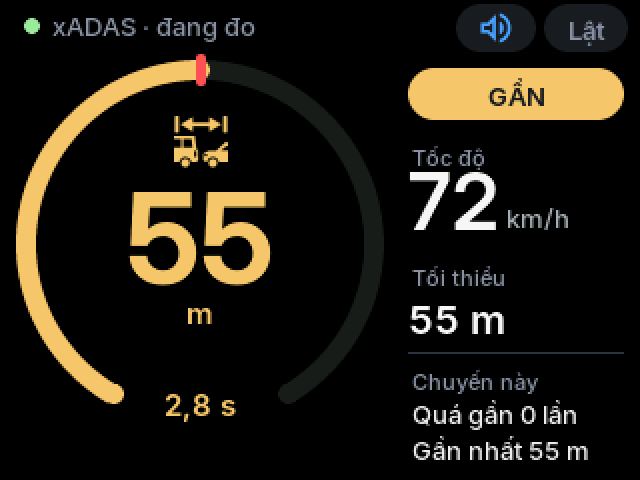 xADAS · đang đo
Lật
GẦN
55
m
2,8 s
Tốc độ
72 km/h
Tối thiểu
55 m
Chuyến này
Quá gần 0 lần
Gần nhất 55 m